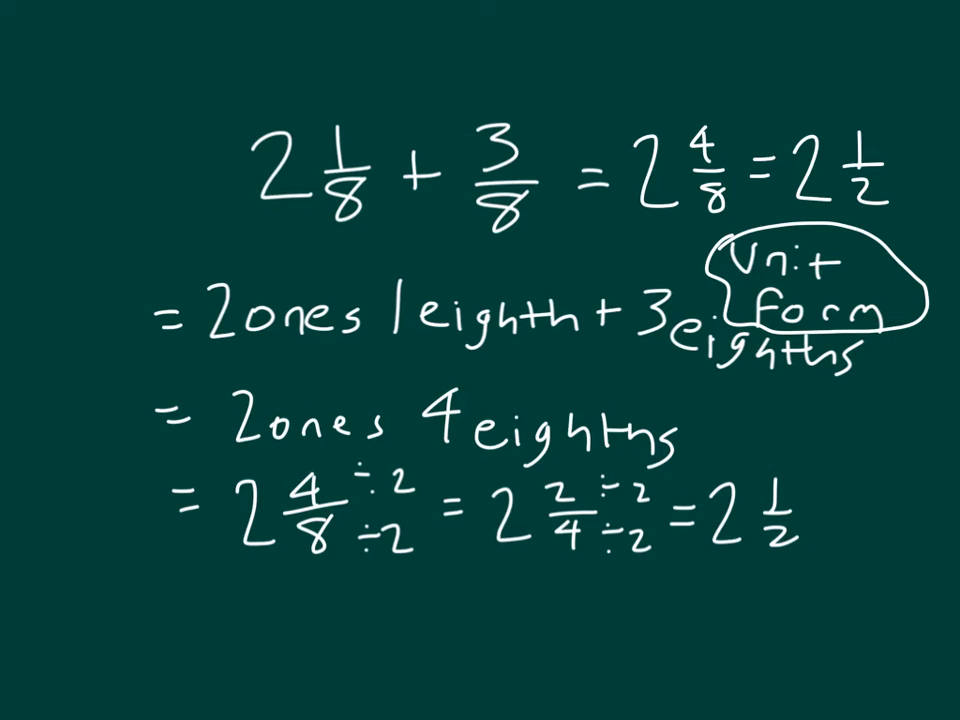 2 1/8 + 3/8 = 2 4/8 = 2 1/2
Unit
form
= 2 ones 1 eighth + 3 eighths
= 2 ones 4 eighths
= 2 4/8 ÷2/÷2 = 2 2/4 ÷2/÷2 = 2 1/2